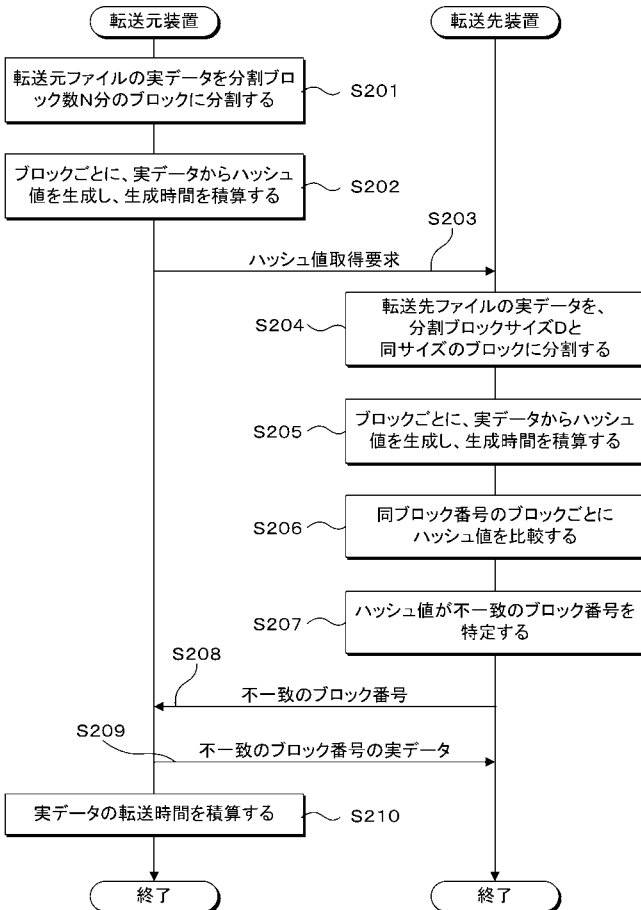 転送元装置
転送先装置
転送元ファイルの実データを分割ブロ
ック数N分のブロックに分割する
S201
ブロックごとに、実データからハッシュ
値を生成し、生成時間を積算する
S202
S203
ハッシュ値取得要求
転送先ファイルの実データを、
分割ブロックサイズDと
同サイズのブロックに分割する
S204
ブロックごとに、実データからハッシュ
値を生成し、生成時間を積算する
S205
同ブロック番号のブロックごとに
ハッシュ値を比較する
S206
ハッシュ値が不一致のブロック番号を
特定する
S207
S208
不一致のブロック番号
S209
不一致のブロック番号の実データ
実データの転送時間を積算する
S210
終了
終了